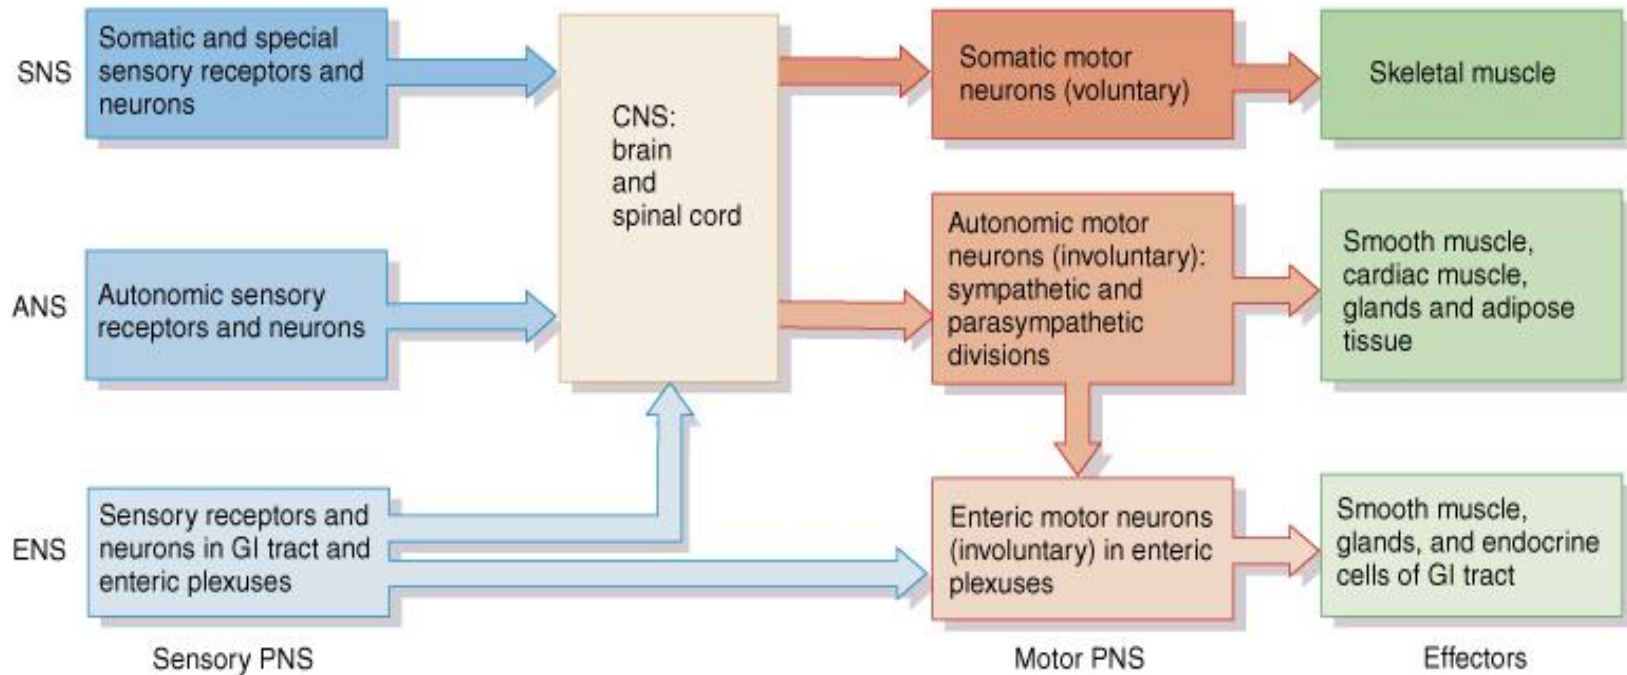 SNS
Somatic and special
sensory receptors and
neurons
CNS:
brain
and
spinal cord
Somatic motor
neurons (voluntary)
Skeletal muscle
ANS
Autonomic sensory
receptors and neurons
Autonomic motor
neurons (involuntary):
sympathetic and
parasympathetic
divisions
Smooth muscle,
cardiac muscle,
glands and adipose
tissue
ENS
Sensory receptors and
neurons in GI tract and
enteric plexuses
Enteric motor neurons
(involuntary) in enteric
plexuses
Smooth muscle,
glands, and endocrine
cells of GI tract
Sensory PNS
Motor PNS
Effectors